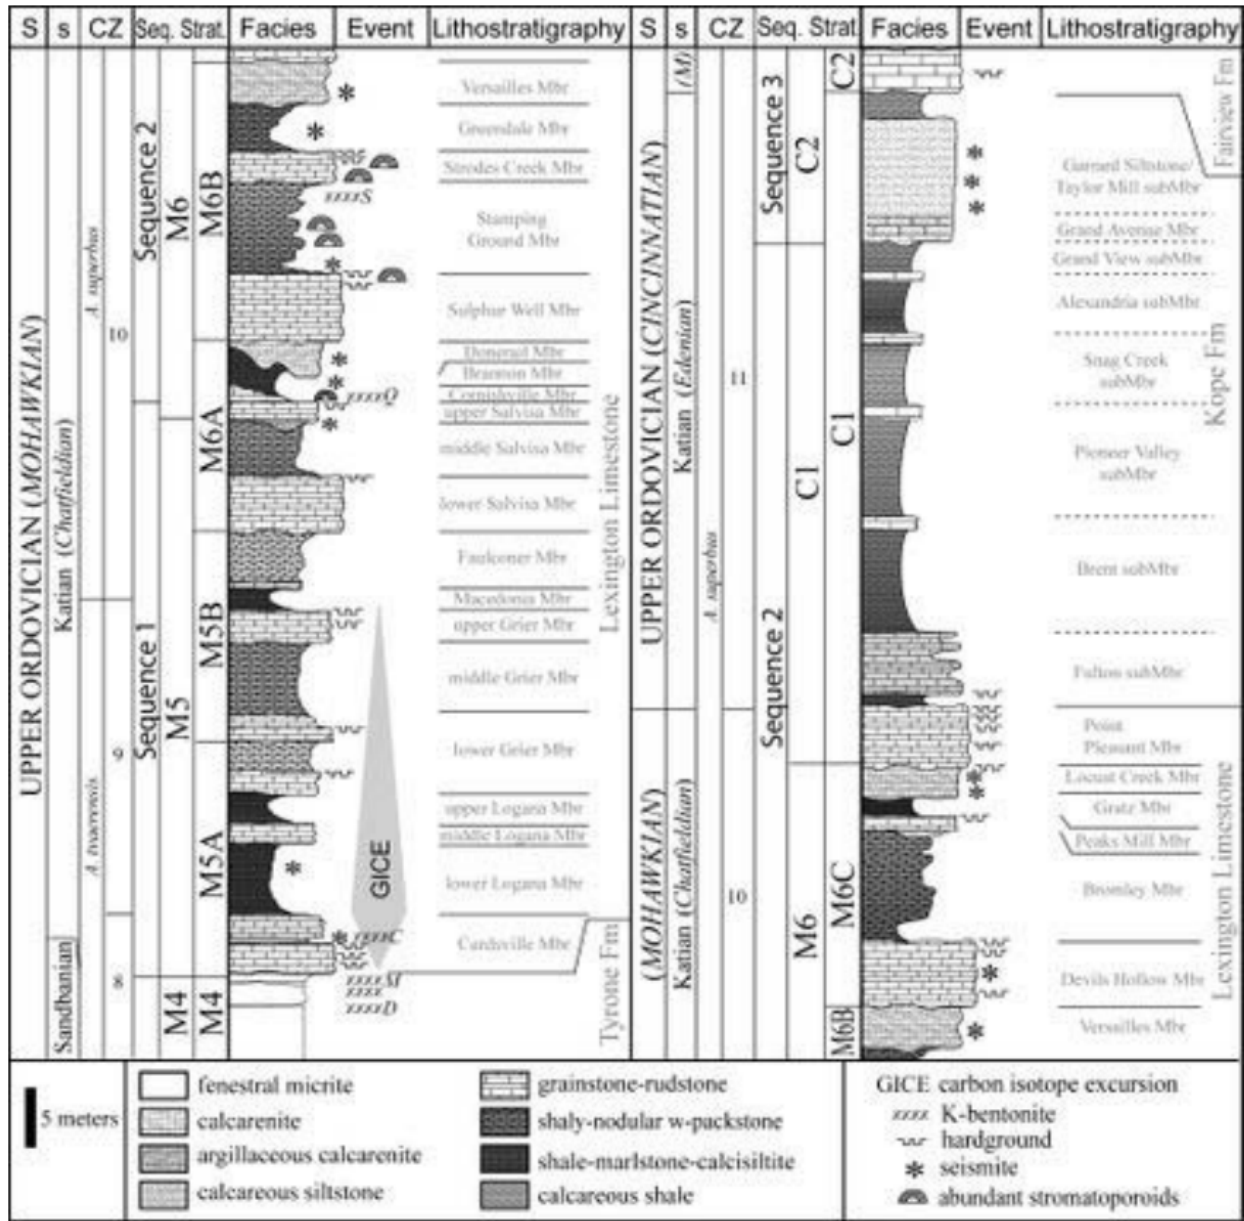 S s CZ Seq. Strat. Facies Event Lithostratigraphy S s CZ Seq. Strat. Facies Event Lithostratigraphy
UPPER ORDOVICIAN (MOHAWKIAN)
Sandbanian
Katian (Chatfieldian)
A. superbus
10
9
8
Sequence 2
Sequence 1
M6
M5
M4
M6B
M6A
M5B
M5A
M4
S
Q
GICE
C
M
D
Versailles Mbr
Greendale Mbr
Strodes Creek Mbr
Stamping
Ground Mbr
Sulphur Well Mbr
Donerail Mbr
Brannon Mbr
Cornishville Mbr
upper Salvisa Mbr
middle Salvisa Mbr
lower Salvisa Mbr
Faulconer Mbr
Macedonia Mbr
upper Grier Mbr
middle Grier Mbr
lower Grier Mbr
upper Logana Mbr
middle Logana Mbr
lower Logana Mbr
Curdsville Mbr
Lexington Limestone
Tyrone Fm
UPPER ORDOVICIAN (CINCINNATIAN)
(MOHAWKIAN)
(M)
Katian (Edenian)
Katian (Chatfieldian)
A. superbus
11
10
Sequence 3
Sequence 2
C2
C1
M6
C2
C1
M6C
M6B
Garrard Siltstone/
Taylor Mill subMbr
Grand Avenue Mbr
Grand View subMbr
Alexandria subMbr
Snag Creek
subMbr
Pioneer Valley
subMbr
Brent subMbr
Fulton subMbr
Point
Pleasant Mbr
Locust Creek Mbr
Gratz Mbr
Peaks Mill Mbr
Bromley Mbr
Devils Hollow Mbr
Versailles Mbr
Fairview Fm
Kope Fm
Lexington Limestone
5 meters
fenestral micrite
calcarenite
argillaceous calcarenite
calcareous siltstone
grainstone-rudstone
shaly-nodular w-packstone
shale-marlstone-calcisiltite
calcareous shale
GICE carbon isotope excursion
K-bentonite
hardground
seismite
abundant stromatoporoids